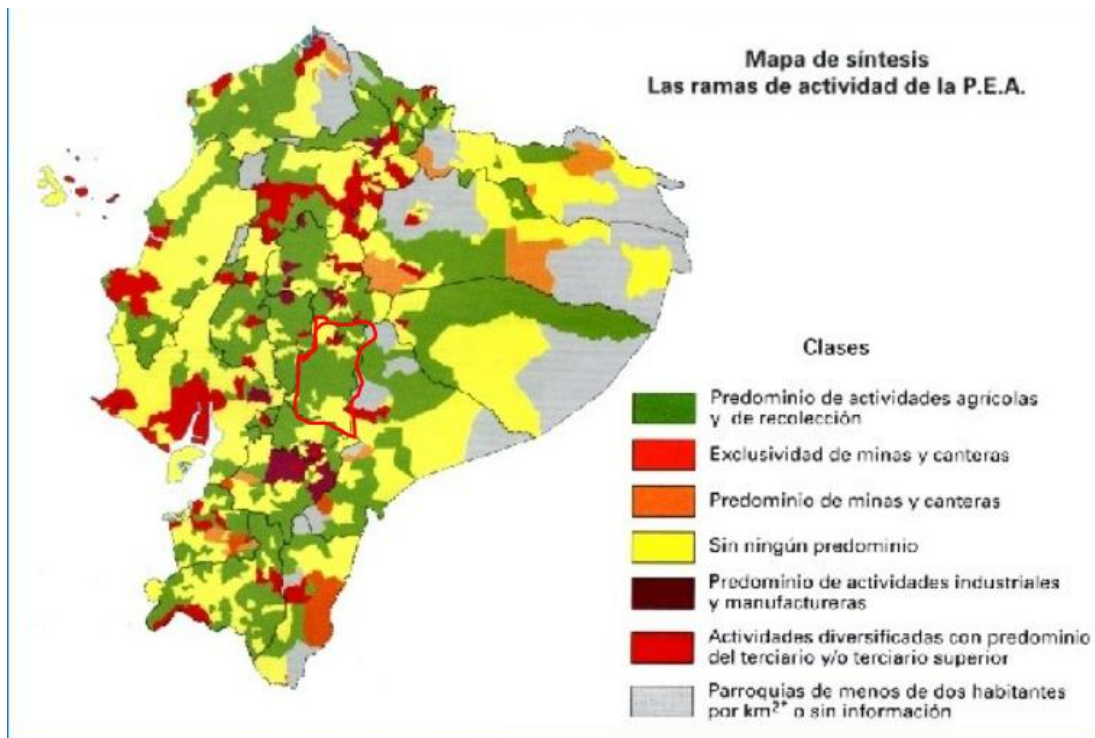 Mapa de síntesis
Las ramas de actividad de la P.E.A.
Clases
Predominio de actividades agrícolas
y de recolección
Exclusividad de minas y canteras
Predominio de minas y canteras
Sin ningún predominio
Predominio de actividades industriales
y manufactureras
Actividades diversificadas con predominio
del terciario y/o terciario superior
Parroquias de menos de dos habitantes
por km²* o sin información